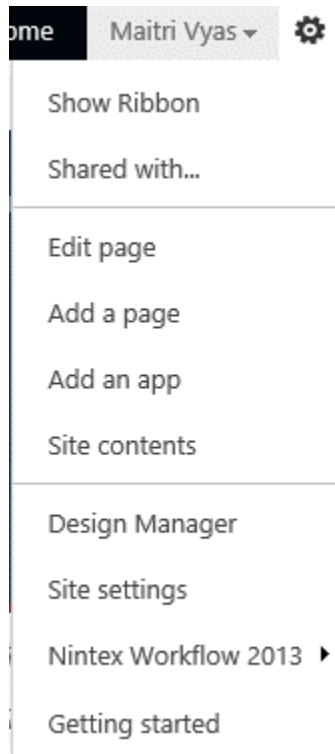 ome Maitri Vyas
Show Ribbon
Shared with...
Edit page
Add a page
Add an app
Site contents
Design Manager
Site settings
Nintex Workflow 2013
Getting started